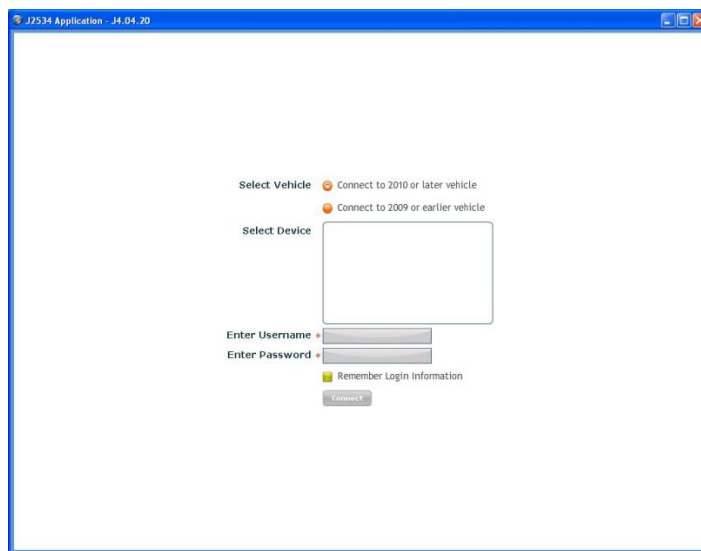 J2534 Application - J4.04.20
Select Vehicle Connect to 2010 or later vehicle
Connect to 2009 or earlier vehicle
Select Device
Enter Username *
Enter Password *
Remember Login Information
Connect